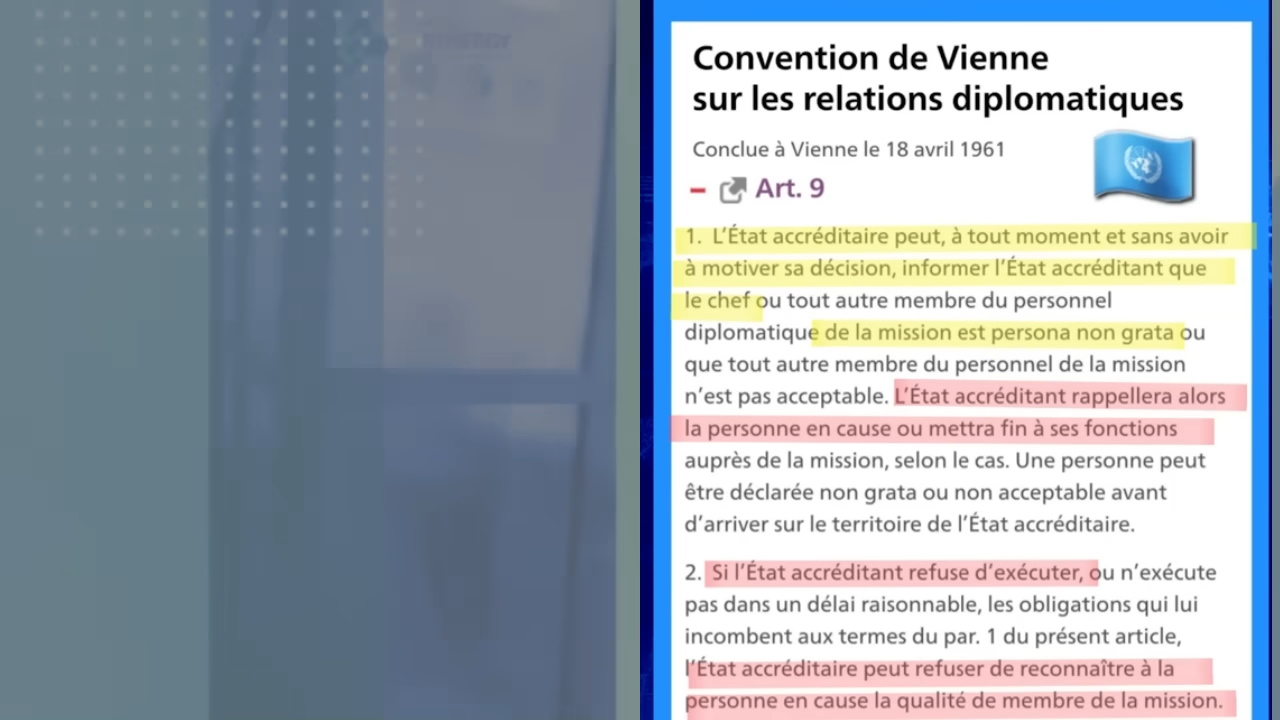 Convention de Vienne
sur les relations diplomatiques
Conclue à Vienne le 18 avril 1961
Art. 9
1. L’État accréditaire peut, à tout moment et sans avoir
à motiver sa décision, informer l’État accréditant que
le chef ou tout autre membre du personnel
diplomatique de la mission est persona non grata ou
que tout autre membre du personnel de la mission
n’est pas acceptable. L’État accréditant rappellera alors
la personne en cause ou mettra fin à ses fonctions
auprès de la mission, selon le cas. Une personne peut
être déclarée non grata ou non acceptable avant
d’arriver sur le territoire de l’État accréditaire.
2. Si l’État accréditant refuse d’exécuter, ou n’exécute
pas dans un délai raisonnable, les obligations qui lui
incombent aux termes du par. 1 du présent article,
l’État accréditaire peut refuser de reconnaître à la
personne en cause la qualité de membre de la mission.